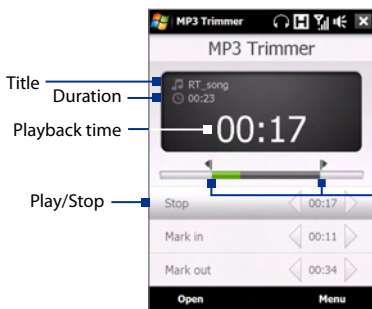 MP3 Trimmer
MP3 Trimmer
Title
RT_song
Duration
00:23
Playback time
00:17
Play/Stop
Stop
00:17
Mark in
00:11
Mark out
00:34
Open
Menu